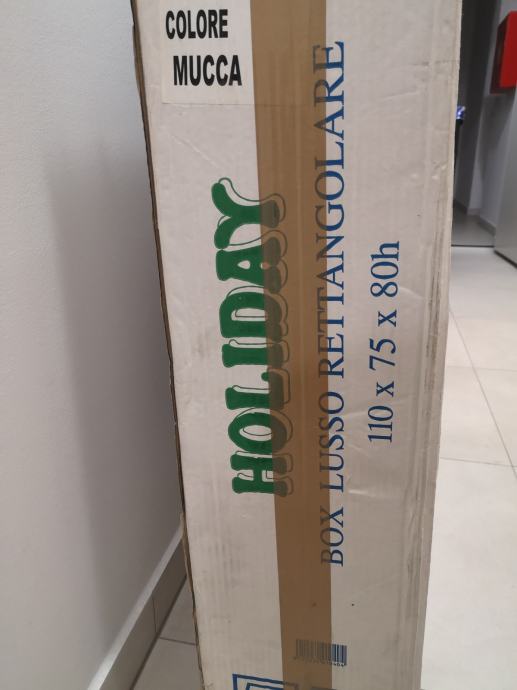 COLORE
MUCCA
HOLIDAY
BOX LUSSO RETTANGOLARE
110 x 75 x 80h